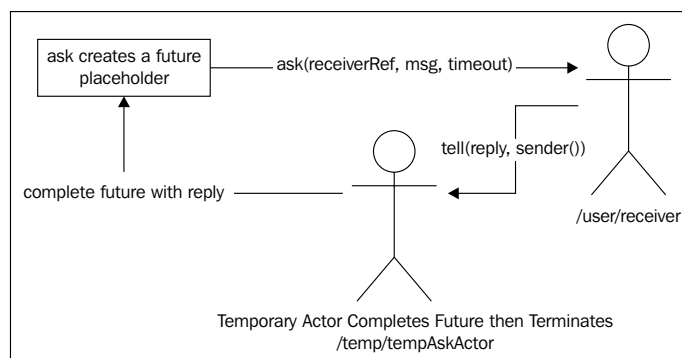 ask creates a future
placeholder
ask(receiverRef, msg, timeout)
tell(reply, sender())
complete future with reply
/user/receiver
Temporary Actor Completes Future then Terminates
/temp/tempAskActor